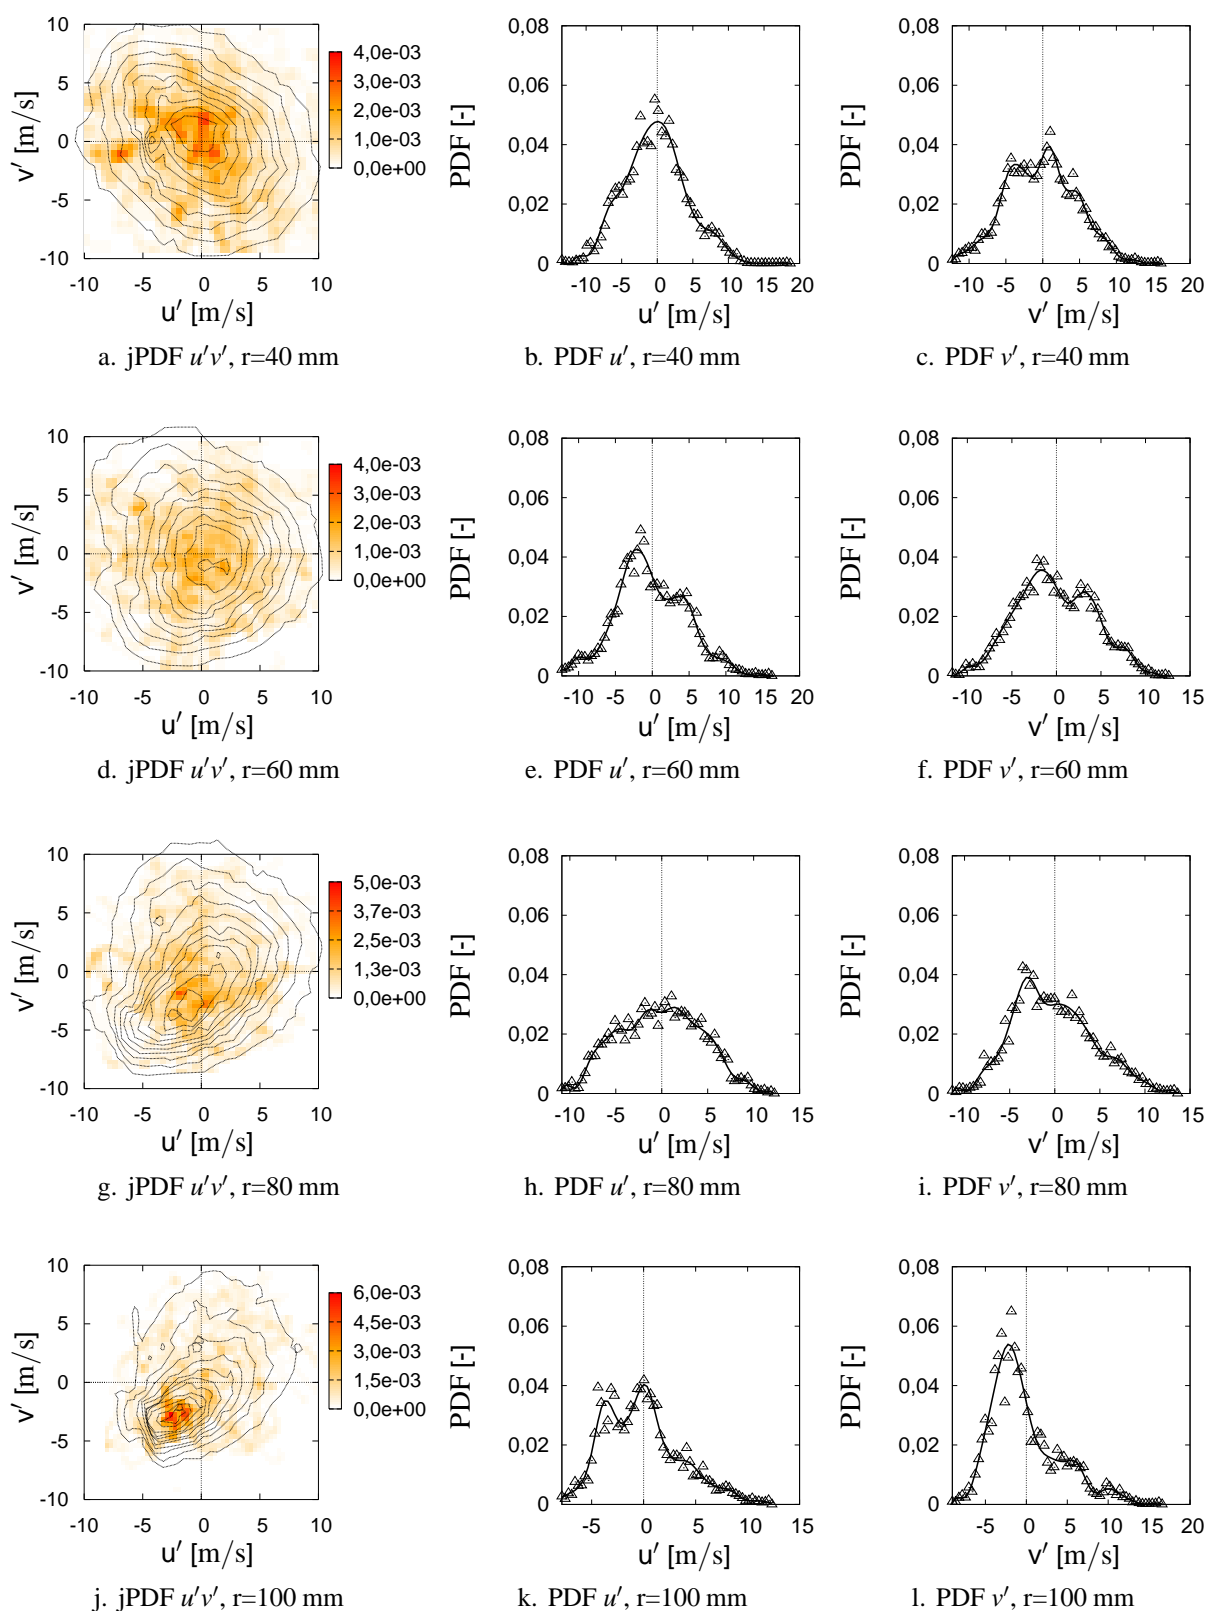 10
5
0
-5
-10
v′ [m/s]
-10 -5 0 5 10
u′ [m/s]
4,0e-03
3,0e-03
2,0e-03
1,0e-03
0,0e+00
a. jPDF u′v′, r=40 mm
0,08
0,06
0,04
0,02
0
PDF [-]
-10 -5 0 5 10 15 20
u′ [m/s]
b. PDF u′, r=40 mm
0,08
0,06
0,04
0,02
0
PDF [-]
-10 -5 0 5 10 15 20
v′ [m/s]
c. PDF v′, r=40 mm
10
5
0
-5
-10
v′ [m/s]
-10 -5 0 5 10
u′ [m/s]
4,0e-03
3,0e-03
2,0e-03
1,0e-03
0,0e+00
d. jPDF u′v′, r=60 mm
0,08
0,06
0,04
0,02
0
PDF [-]
-10 -5 0 5 10 15 20
u′ [m/s]
e. PDF u′, r=60 mm
0,08
0,06
0,04
0,02
0
PDF [-]
-10 -5 0 5 10 15
v′ [m/s]
f. PDF v′, r=60 mm
10
5
0
-5
-10
v′ [m/s]
-10 -5 0 5 10
u′ [m/s]
5,0e-03
3,7e-03
2,5e-03
1,3e-03
0,0e+00
g. jPDF u′v′, r=80 mm
0,08
0,06
0,04
0,02
0
PDF [-]
-10 -5 0 5 10 15
u′ [m/s]
h. PDF u′, r=80 mm
0,08
0,06
0,04
0,02
0
PDF [-]
-10 -5 0 5 10 15
v′ [m/s]
i. PDF v′, r=80 mm
10
5
0
-5
-10
v′ [m/s]
-10 -5 0 5 10
u′ [m/s]
6,0e-03
4,5e-03
3,0e-03
1,5e-03
0,0e+00
j. jPDF u′v′, r=100 mm
0,08
0,06
0,04
0,02
0
PDF [-]
-5 0 5 10 15
u′ [m/s]
k. PDF u′, r=100 mm
0,08
0,06
0,04
0,02
0
PDF [-]
-5 0 5 10 15 20
v′ [m/s]
l. PDF v′, r=100 mm